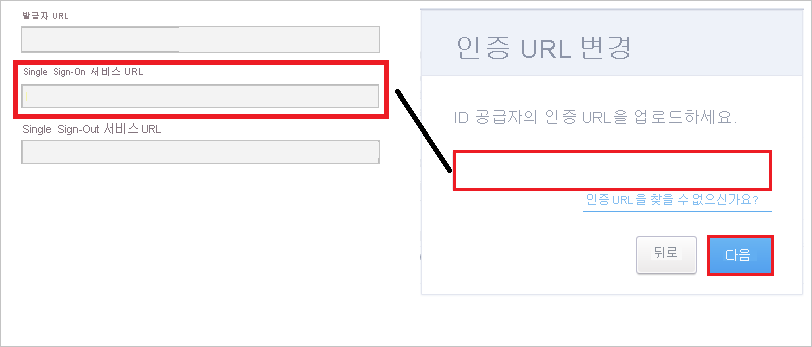 발급자 URL
Single Sign-On 서비스 URL
Single Sign-Out 서비스 URL
인증 URL 변경
ID 공급자의 인증 URL을 업로드하세요.
인증 URL을 찾을 수 없으신가요?
뒤로
다음